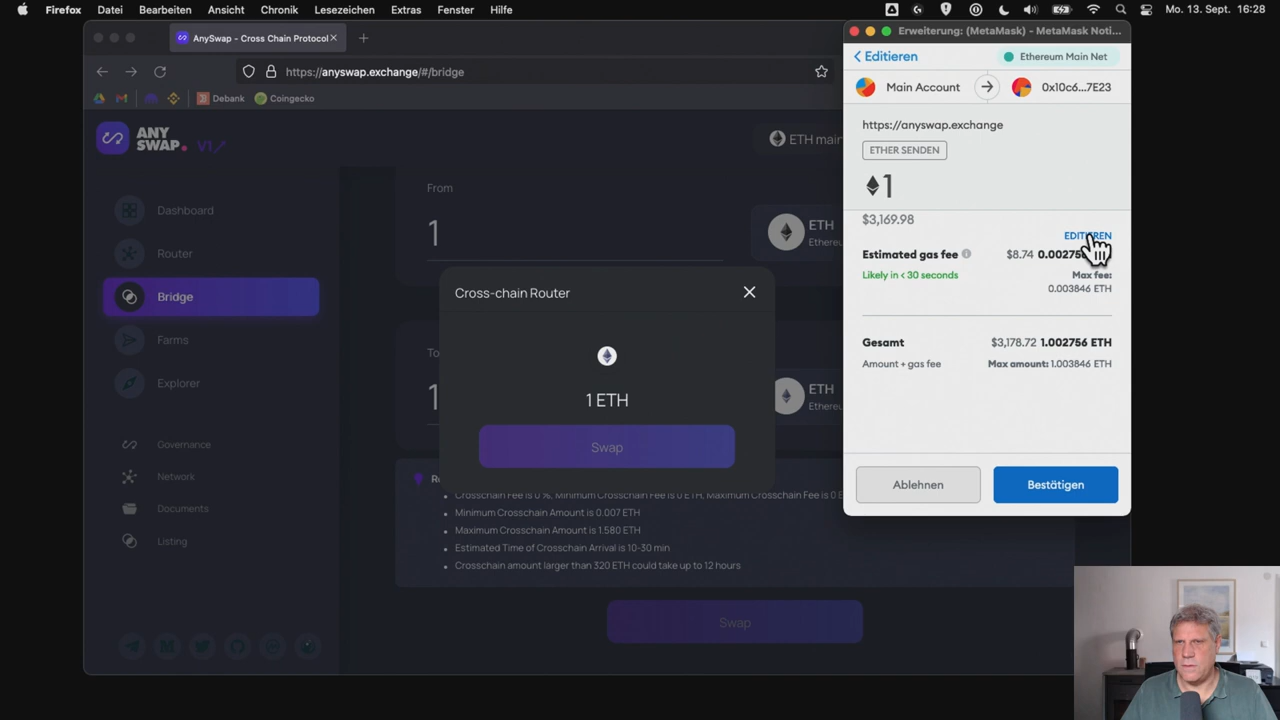 Firefox Datei Bearbeiten Ansicht Chronik Lesezeichen Extras Fenster Hilfe Mo. 13. Sept. 16:28
AnySwap - Cross Chain Protocol
https://anyswap.exchange/#/bridge
Debank Coingecko
ANY
SWAP. V1
ETH main
Dashboard
Router
Bridge
Farms
Explorer
Governance
Network
Documents
Listing
From
1
ETH
Cross-chain Router
1 ETH
Swap
To
1
ETH
Crosschain Fee is 0 %, Minimum Crosschain Fee is 0 ETH, Maximum Crosschain Fee is 0 E
Minimum Crosschain Amount is 0.007 ETH
Maximum Crosschain Amount is 1.580 ETH
Estimated Time of Crosschain Arrival is 10-30 min
Crosschain amount larger than 320 ETH could take up to 12 hours
Swap
Erweiterung: (MetaMask) - MetaMask Noti...
Editieren Ethereum Main Net
Main Account 0x10c6...7E23
https://anyswap.exchange
ETHER SENDEN
1
$3,169.98
EDITIEREN
Estimated gas fee $8.74
Likely in < 30 seconds Max fee:
0.003846 ETH
Gesamt $3,178.72 1.002756 ETH
Amount + gas fee Max amount: 1.003846 ETH
Ablehnen Bestätigen